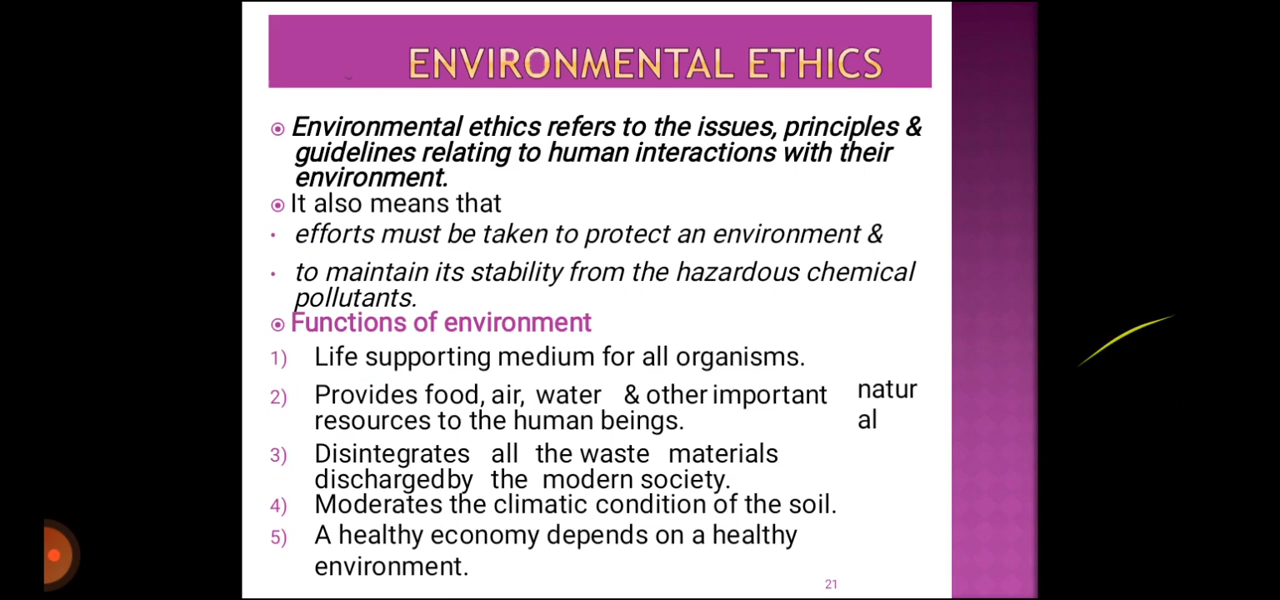 ENVIRONMENTAL ETHICS
Environmental ethics refers to the issues, principles &
guidelines relating to human interactions with their
environment.
It also means that
• efforts must be taken to protect an environment &
• to maintain its stability from the hazardous chemical
pollutants.
Functions of environment
1) Life supporting medium for all organisms.
2) Provides food, air, water & other important natur
resources to the human beings. al
3) Disintegrates all the waste materials
dischargedby the modern society.
4) Moderates the climatic condition of the soil.
5) A healthy economy depends on a healthy
environment.
21